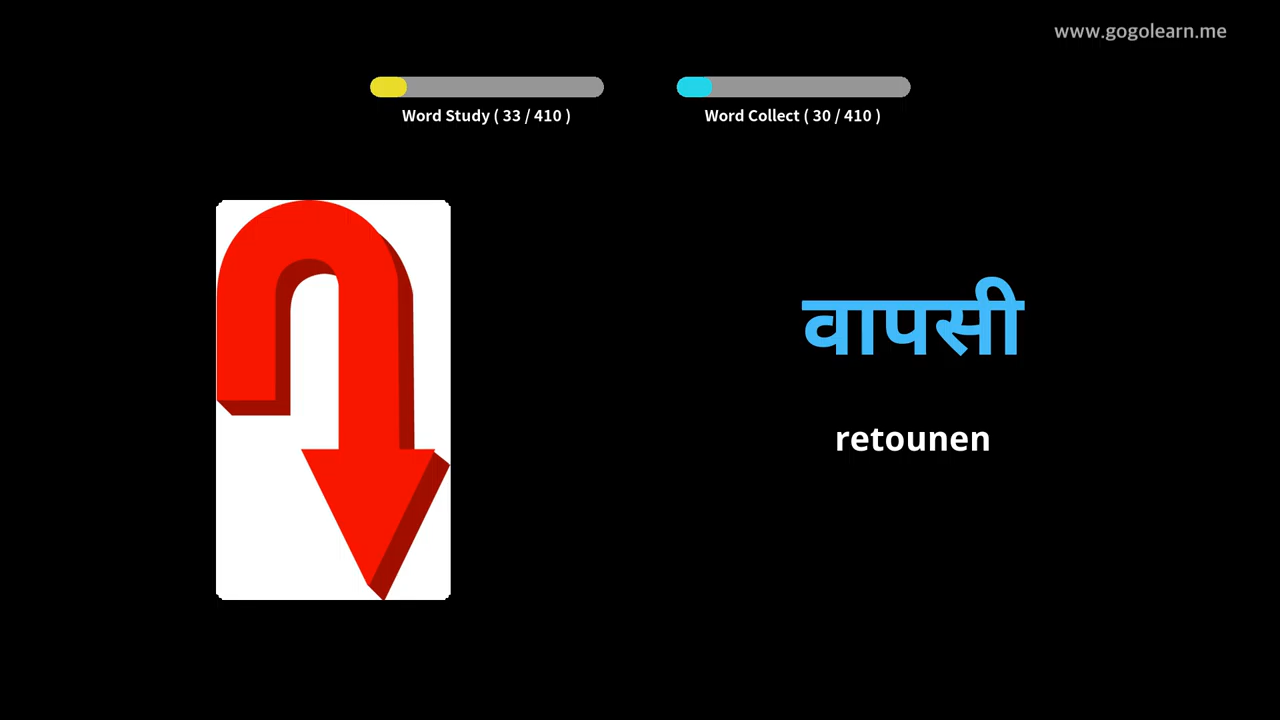 www.gogolearn.me
Word Study ( 33 / 410 )
Word Collect ( 30 / 410 )
वापसी
retounen